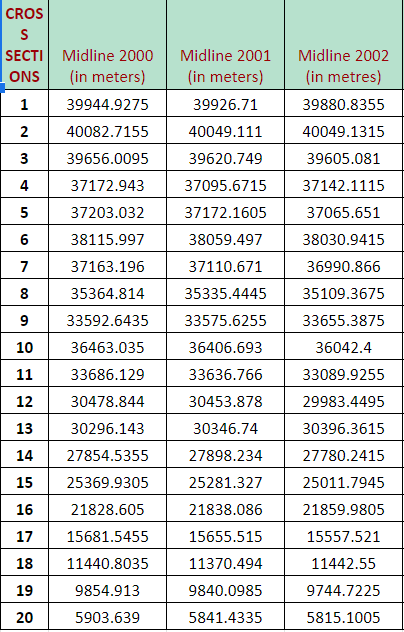 CROS
S
SECTI
ONS
Midline 2000
(in meters)
Midline 2001
(in meters)
Midline 2002
(in metres)
1 39944.9275 39926.71 39880.8355
2 40082.7155 40049.111 40049.1315
3 39656.0095 39620.749 39605.081
4 37172.943 37095.6715 37142.1115
5 37203.032 37172.1605 37065.651
6 38115.997 38059.497 38030.9415
7 37163.196 37110.671 36990.866
8 35364.814 35335.4445 35109.3675
9 33592.6435 33575.6255 33655.3875
10 36463.035 36406.693 36042.4
11 33686.129 33636.766 33089.9255
12 30478.844 30453.878 29983.4495
13 30296.143 30346.74 30396.3615
14 27854.5355 27898.234 27780.2415
15 25369.9305 25281.327 25011.7945
16 21828.605 21838.086 21859.9805
17 15681.5455 15655.515 15557.521
18 11440.8035 11370.494 11442.55
19 9854.913 9840.0985 9744.7225
20 5903.639 5841.4335 5815.1005